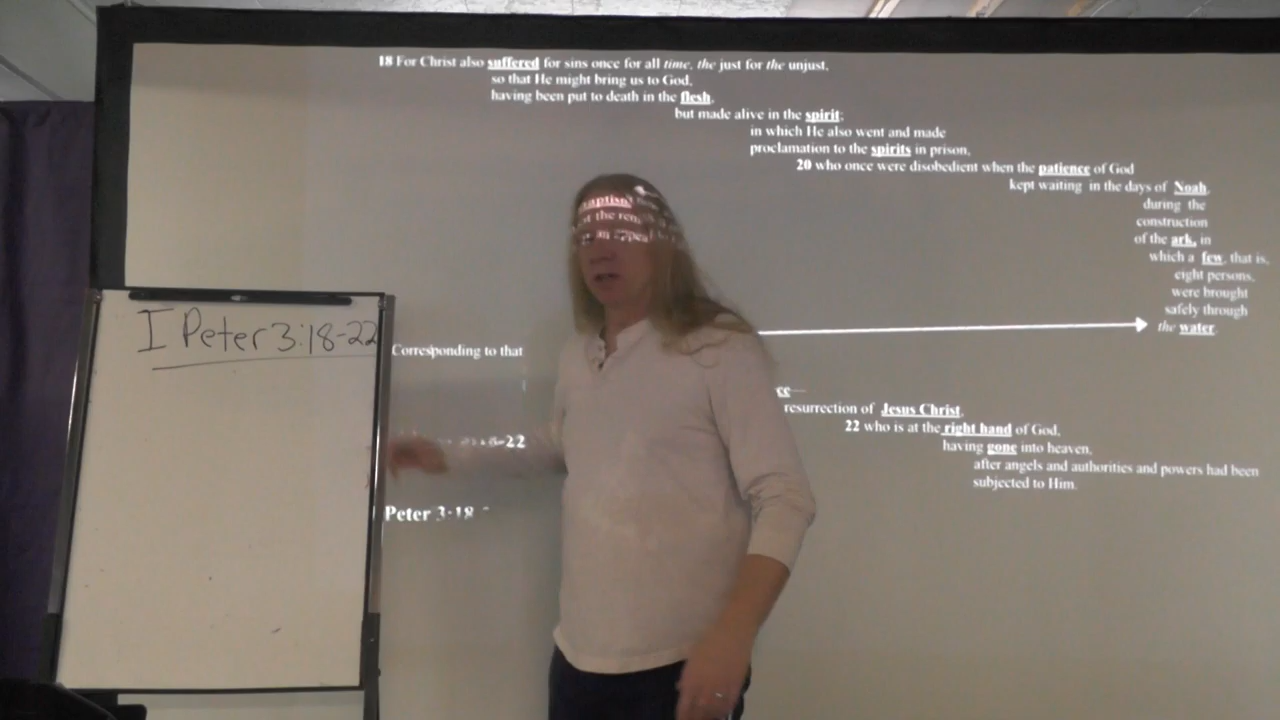 18 For Christ also suffered for sins once for all time, the just for the unjust,
so that He might bring us to God,
having been put to death in the flesh,
but made alive in the spirit;
in which He also went and made
proclamation to the spirits in prison,
20 who once were disobedient when the patience of God
kept waiting in the days of Noah,
during the
construction
of the ark, in
which a few, that is,
eight persons,
were brought
safely through
the water.
an appeal
I Peter 3:18-22
Corresponding to that
resurrection of Jesus Christ,
22 who is at the right hand of God,
having gone into heaven,
after angels and authorities and powers had been
subjected to Him.
Peter 3:18